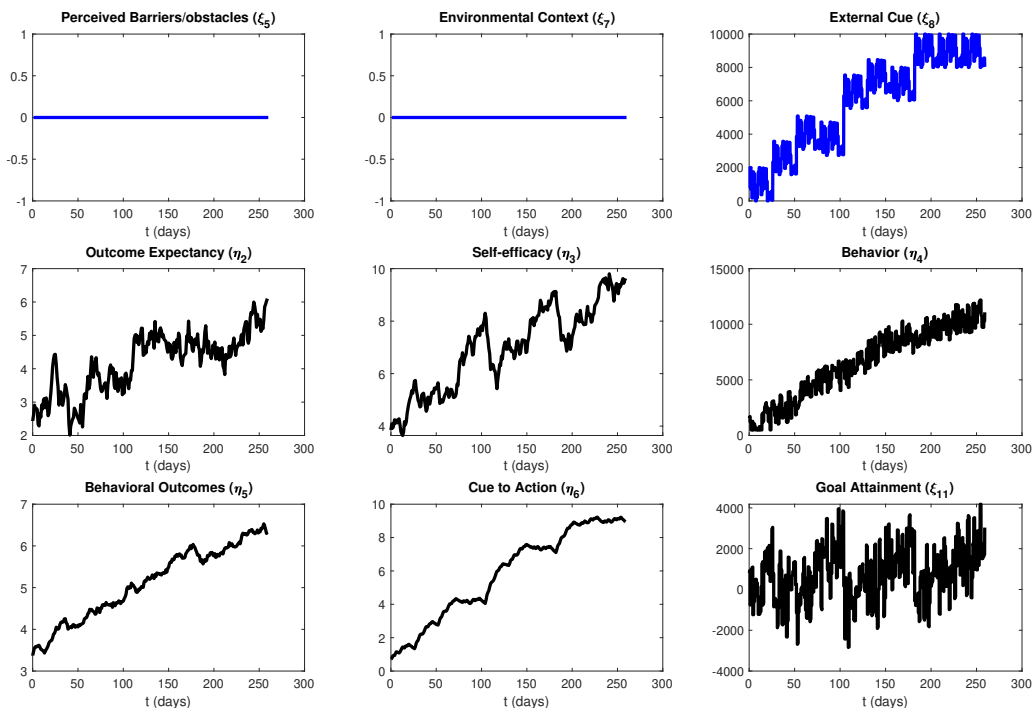 Perceived Barriers/obstacles (ξ5)
1
0.5
0
-0.5
-1
0 50 100 150 200 250 300
t (days)
Environmental Context (ξ7)
1
0.5
0
-0.5
-1
0 50 100 150 200 250 300
t (days)
External Cue (ξ8)
10000
8000
6000
4000
2000
0
0 50 100 150 200 250 300
t (days)
Outcome Expectancy (η2)
7
6
5
4
3
2
0 50 100 150 200 250 300
t (days)
Self-efficacy (η3)
10
8
6
4
0 50 100 150 200 250 300
t (days)
Behavior (η4)
15000
10000
5000
0
0 50 100 150 200 250 300
t (days)
Behavioral Outcomes (η5)
7
6
5
4
3
0 50 100 150 200 250 300
t (days)
Cue to Action (η6)
10
8
6
4
2
0
0 50 100 150 200 250 300
t (days)
Goal Attainment (ξ11)
4000
2000
0
-2000
-4000
0 50 100 150 200 250 300
t (days)